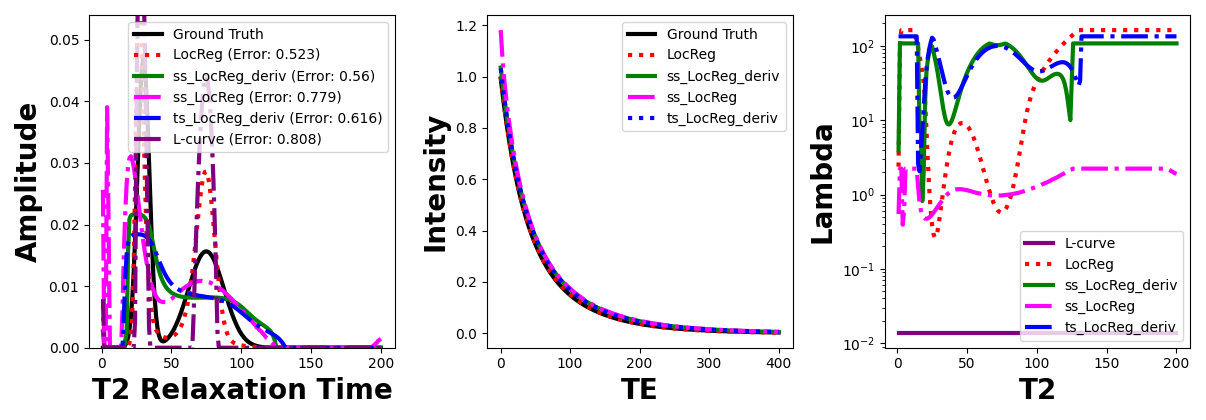 Amplitude
0.05
0.04
0.03
0.02
0.01
0.00
0
50
100
150
200
T2 Relaxation Time
Ground Truth
LocReg (Error: 0.523)
ss_LocReg_deriv (Error: 0.56)
ss_LocReg (Error: 0.779)
ts_LocReg_deriv (Error: 0.616)
L-curve (Error: 0.808)
Intensity
1.2
1.0
0.8
0.6
0.4
0.2
0.0
0
100
200
300
400
TE
Ground Truth
LocReg
ss_LocReg_deriv
ss_LocReg
ts_LocReg_deriv
Lambda
10²
10¹
10⁰
10⁻¹
10⁻²
0
50
100
150
200
T2
L-curve
LocReg
ss_LocReg_deriv
ss_LocReg
ts_LocReg_deriv